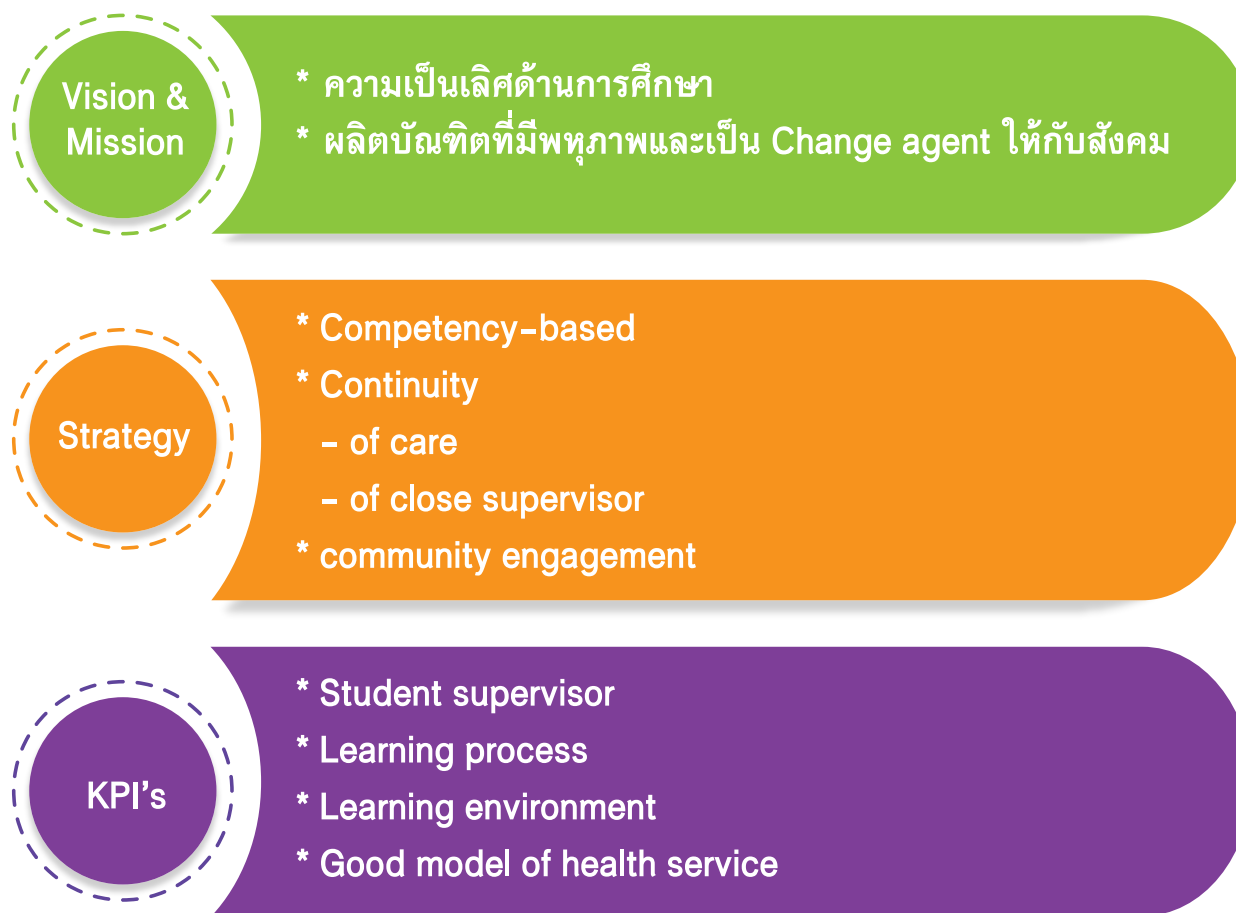 Vision &
Mission
* ความเป็นเลิศด้านการศึกษา
* ผลิตบัณฑิตที่มีพหุภาพและเป็น Change agent ให้กับสังคม
Strategy
* Competency-based
* Continuity
- of care
- of close supervisor
* community engagement
KPI's
* Student supervisor
* Learning process
* Learning environment
* Good model of health service